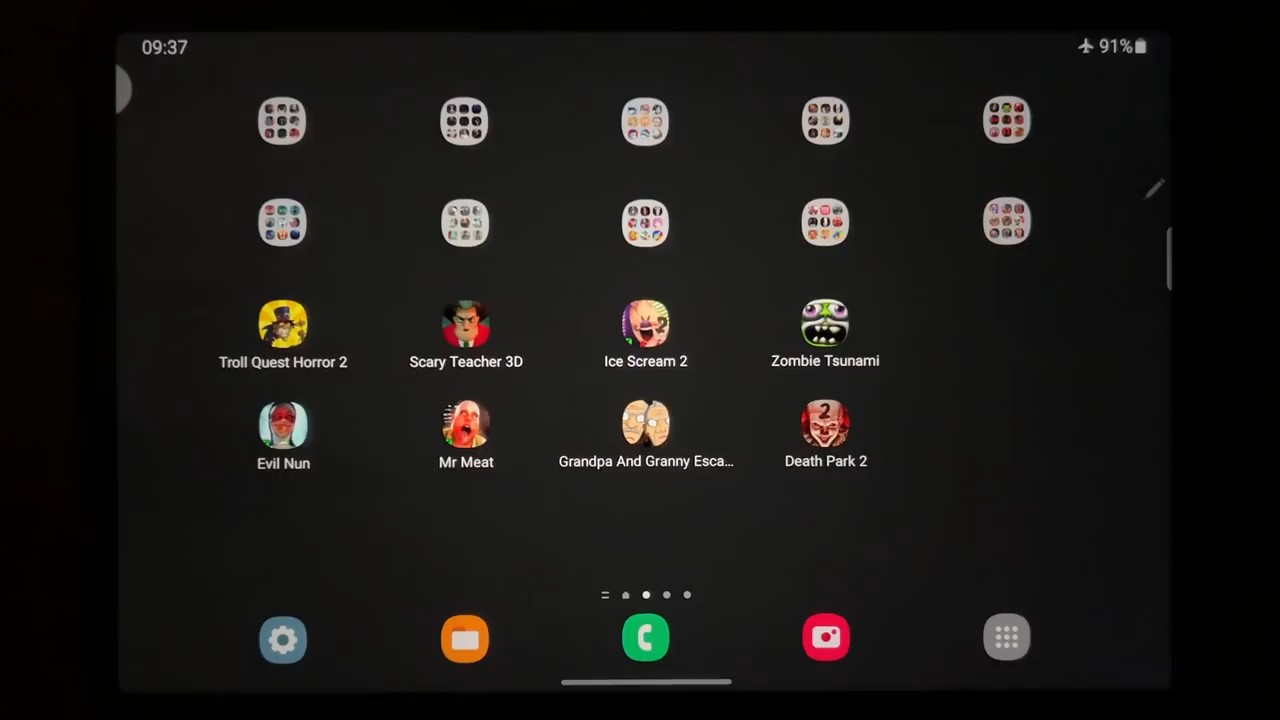 09:37
91%
Troll Quest Horror 2
Scary Teacher 3D
Ice Scream 2
Zombie Tsunami
Evil Nun
Mr Meat
Grandpa And Granny Esca...
Death Park 2